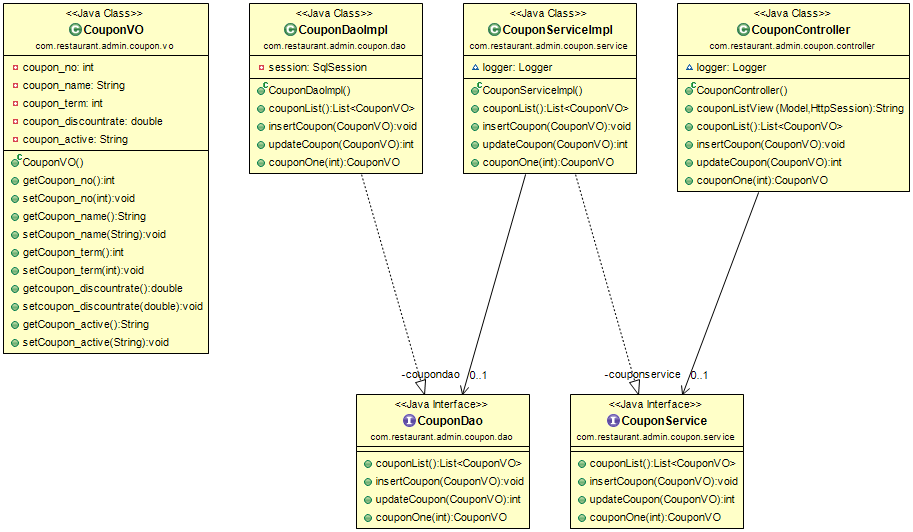 <<Java Class>>
CouponVO
com.restaurant.admin.coupon.vo
coupon_no: int
coupon_name: String
coupon_term: int
coupon_discountrate: double
coupon_active: String
CouponVO()
getCoupon_no():int
setCoupon_no(int):void
getCoupon_name():String
setCoupon_name(String):void
getCoupon_term():int
setCoupon_term(int):void
getcoupon_discountrate():double
setcoupon_discountrate(double):void
getCoupon_active():String
setCoupon_active(String):void
<<Java Class>>
CouponDaoImpl
com.restaurant.admin.coupon.dao
session: SqlSession
CouponDaoImpl()
couponList():List<CouponVO>
insertCoupon(CouponVO):void
updateCoupon(CouponVO):int
couponOne(int):CouponVO
<<Java Class>>
CouponServiceImpl
com.restaurant.admin.coupon.service
logger: Logger
CouponServiceImpl()
couponList():List<CouponVO>
insertCoupon(CouponVO):void
updateCoupon(CouponVO):int
couponOne(int):CouponVO
<<Java Class>>
CouponController
com.restaurant.admin.coupon.controller
logger: Logger
CouponController()
couponListView(Model,HttpSession):String
couponList():List<CouponVO>
insertCoupon(CouponVO):void
updateCoupon(CouponVO):int
couponOne(int):CouponVO
-coupondao 0..1
-couponservice 0..1
<<Java Interface>>
CouponDao
com.restaurant.admin.coupon.dao
couponList():List<CouponVO>
insertCoupon(CouponVO):void
updateCoupon(CouponVO):int
couponOne(int):CouponVO
<<Java Interface>>
CouponService
com.restaurant.admin.coupon.service
couponList():List<CouponVO>
insertCoupon(CouponVO):void
updateCoupon(CouponVO):int
couponOne(int):CouponVO